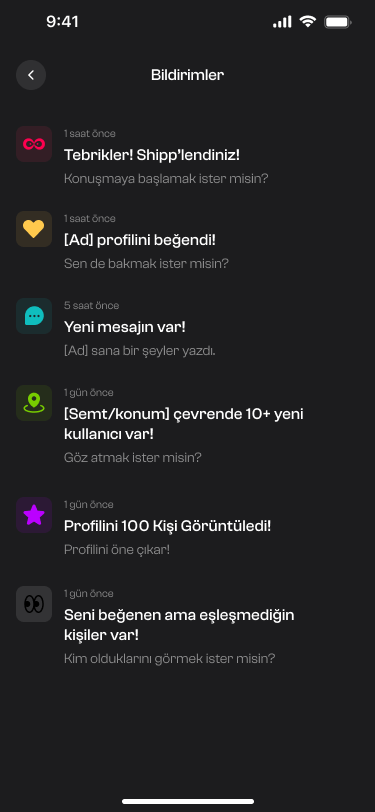 9:41
Bildirimler
1 saat önce
Tebrikler! Shipp'lendiniz!
Konuşmaya başlamak ister misin?
1 saat önce
[Ad] profilini beğendi!
Sen de bakmak ister misin?
5 saat önce
Yeni mesajın var!
[Ad] sana bir şeyler yazdı.
1 gün önce
[Semt/konum] çevrende 10+ yeni
kullanıcı var!
Göz atmak ister misin?
1 gün önce
Profilini 100 Kişi Görüntüledi!
Profilini öne çıkar!
1 gün önce
Seni beğenen ama eşleşmediğin
kişiler var!
Kim olduklarını görmek ister misin?